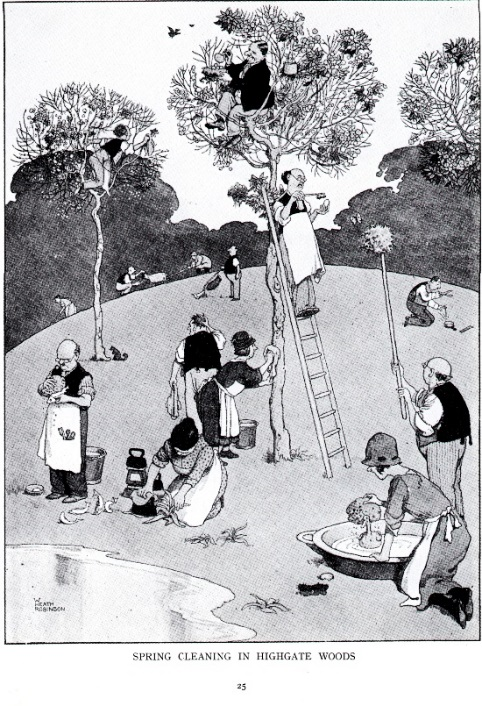 W.
HEATH
ROBINSON
SPRING CLEANING IN HIGHGATE WOODS
25